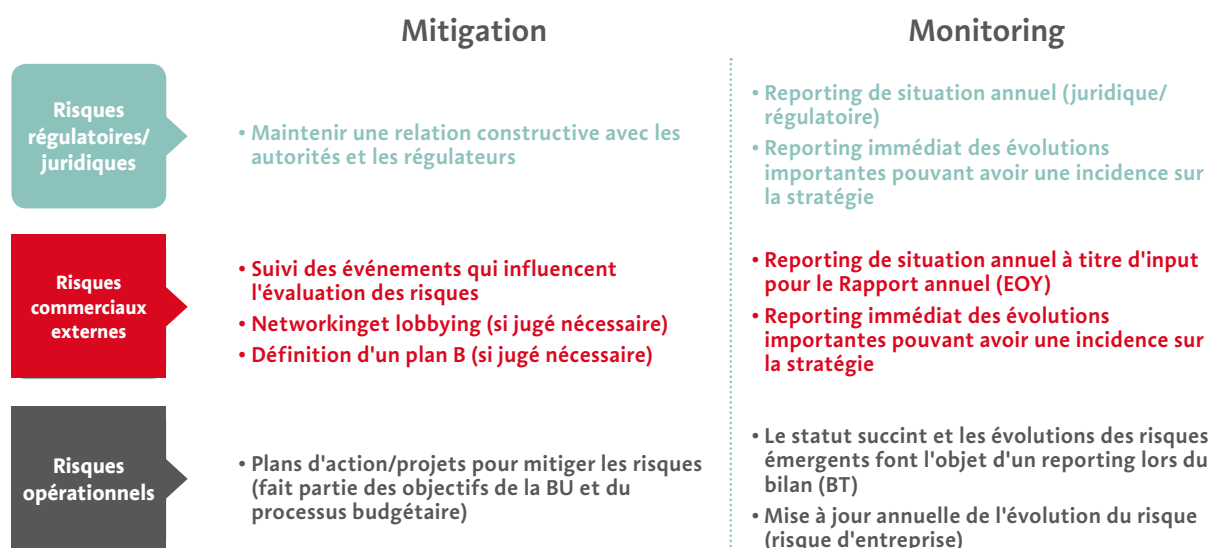 Mitigation
Monitoring
Risques
régulatoires/
juridiques
• Maintenir une relation constructive avec les
autorités et les régulateurs
• Reporting de situation annuel (juridique/
régulatoire)
• Reporting immédiat des évolutions
importantes pouvant avoir une incidence sur
la stratégie
Risques
commerciaux
externes
• Suivi des événements qui influencent
l'évaluation des risques
• Networkinget lobbying (si jugé nécessaire)
• Définition d'un plan B (si jugé nécessaire)
• Reporting de situation annuel à titre d'input
pour le Rapport annuel (EOY)
• Reporting immédiat des évolutions
importantes pouvant avoir une incidence sur
la stratégie
Risques
opérationnels
• Plans d'action/projets pour mitiger les risques
(fait partie des objectifs de la BU et du
processus budgétaire)
• Le statut succint et les évolutions des risques
émergents font l'objet d'un reporting lors du
bilan (BT)
• Mise à jour annuelle de l'évolution du risque
(risque d'entreprise)